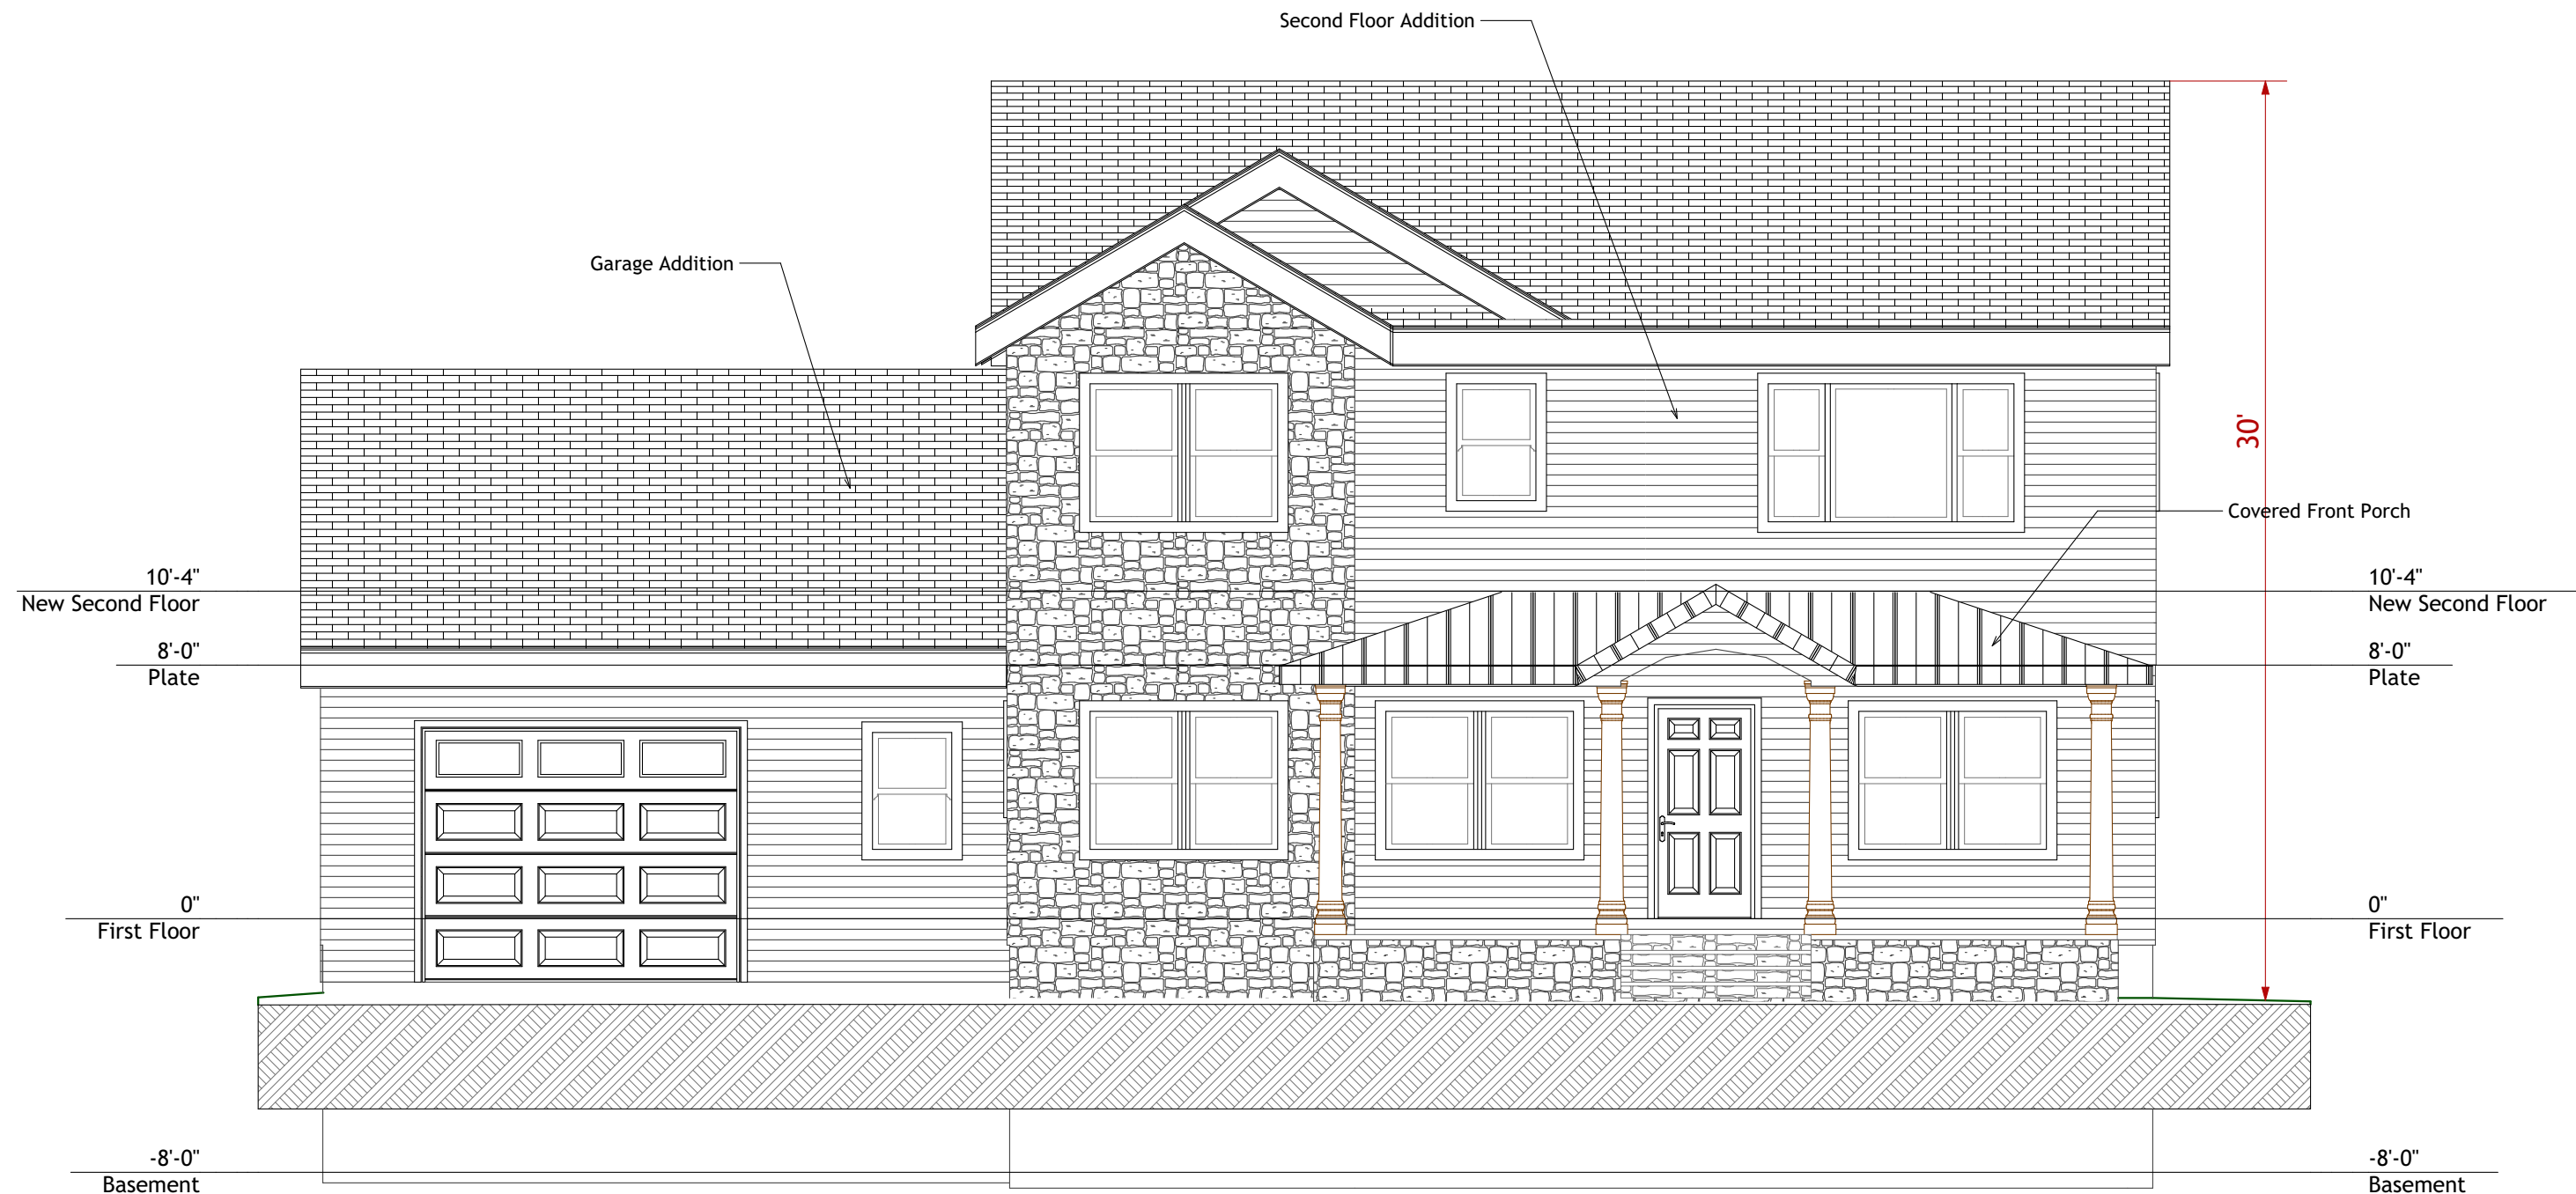 Second Floor Addition
Garage Addition
30'
Covered Front Porch
10'-4"
New Second Floor
10'-4"
New Second Floor
8'-0"
Plate
8'-0"
Plate
0"
First Floor
0"
First Floor
-8'-0"
Basement
-8'-0"
Basement